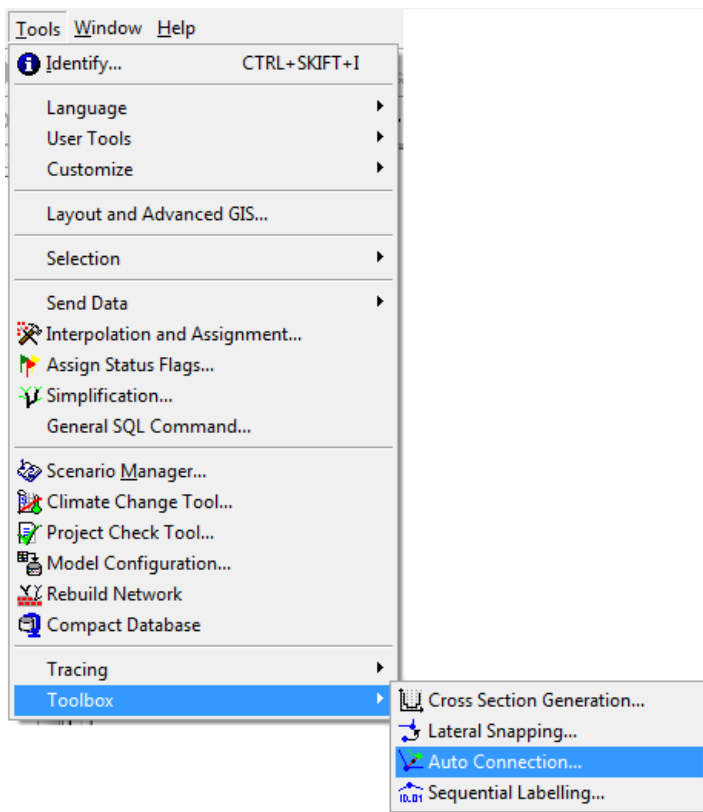 Tools Window Help
Identify... CTRL+SKIFT+I
Language
User Tools
Customize
Layout and Advanced GIS...
Selection
Send Data
Interpolation and Assignment...
Assign Status Flags...
Simplification...
General SQL Command...
Scenario Manager...
Climate Change Tool...
Project Check Tool...
Model Configuration...
Rebuild Network
Compact Database
Tracing
Toolbox
Cross Section Generation...
Lateral Snapping...
Auto Connection...
Sequential Labelling...